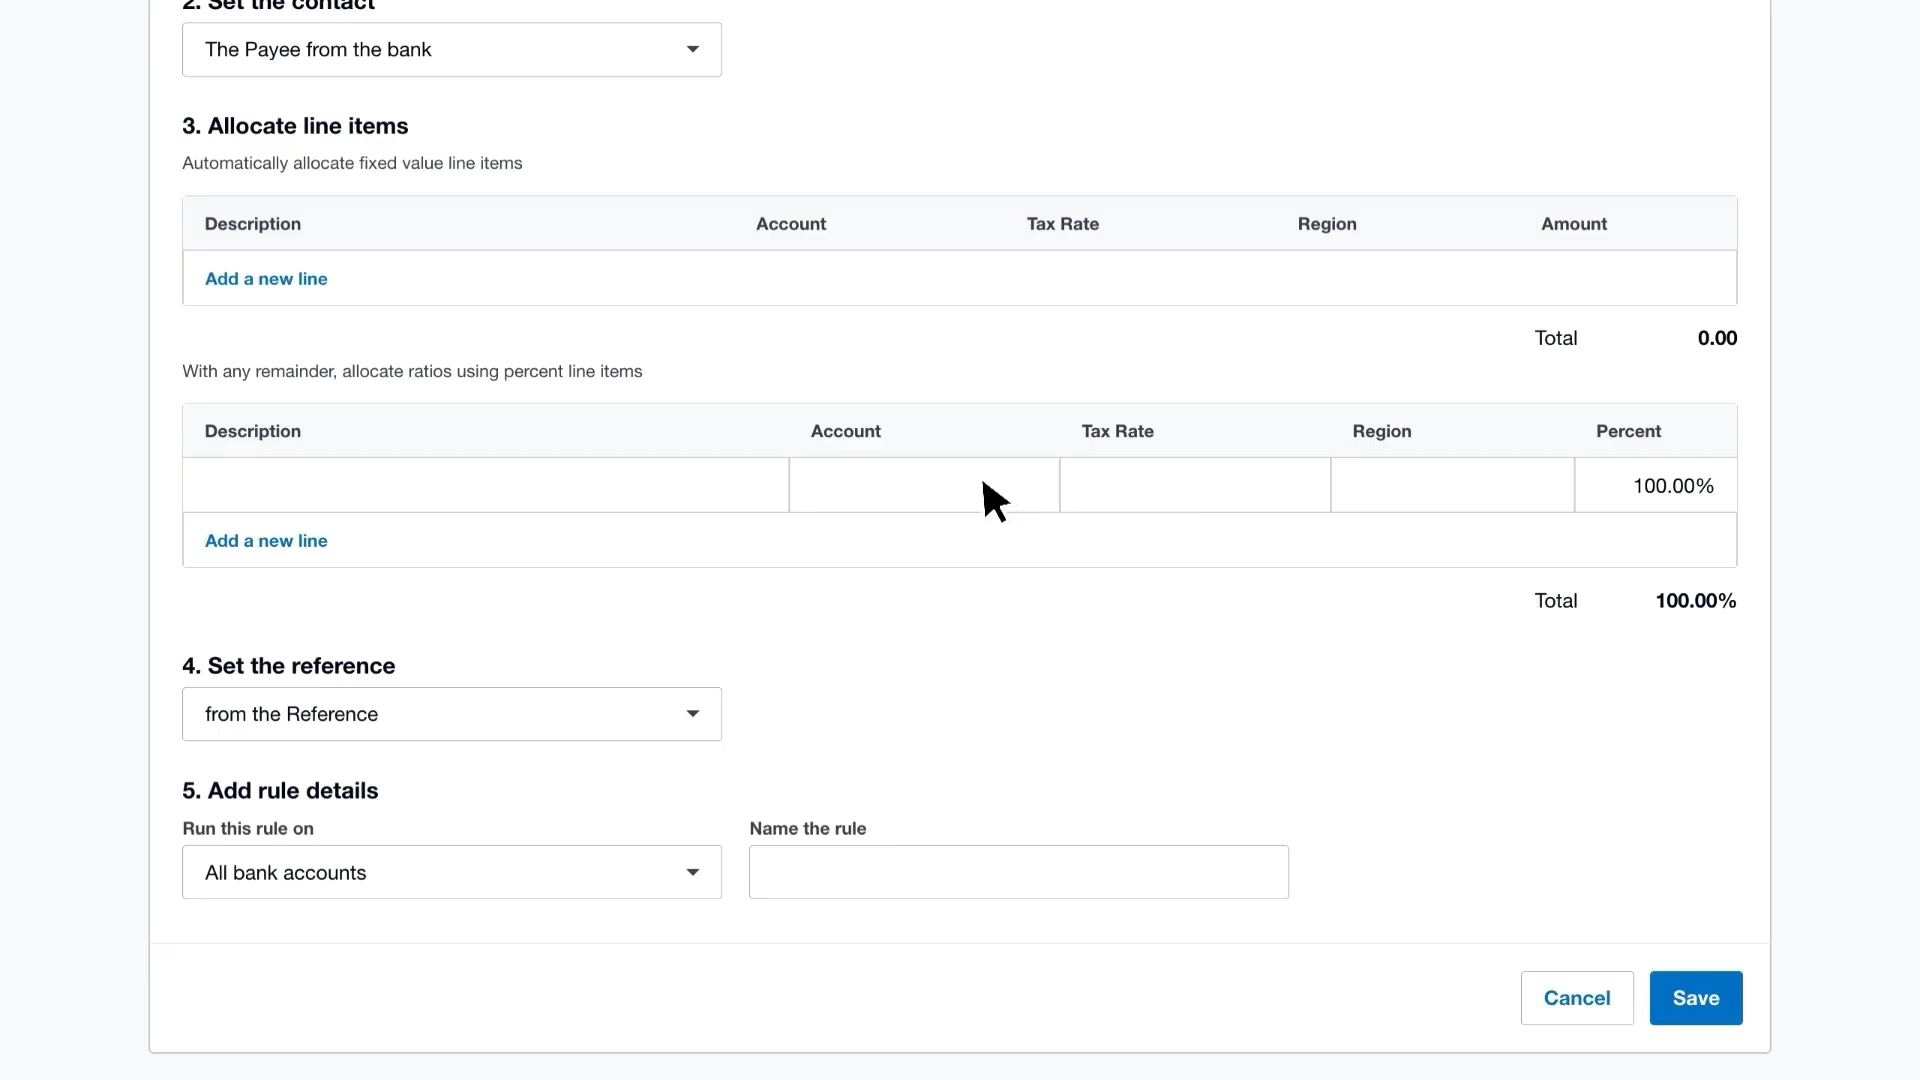 2. Set the contact
The Payee from the bank
3. Allocate line items
Automatically allocate fixed value line items
Description Account Tax Rate Region Amount
Add a new line
Total 0.00
With any remainder, allocate ratios using percent line items
Description Account Tax Rate Region Percent
100.00%
Add a new line
Total 100.00%
4. Set the reference
from the Reference
5. Add rule details
Run this rule on Name the rule
All bank accounts
Cancel Save